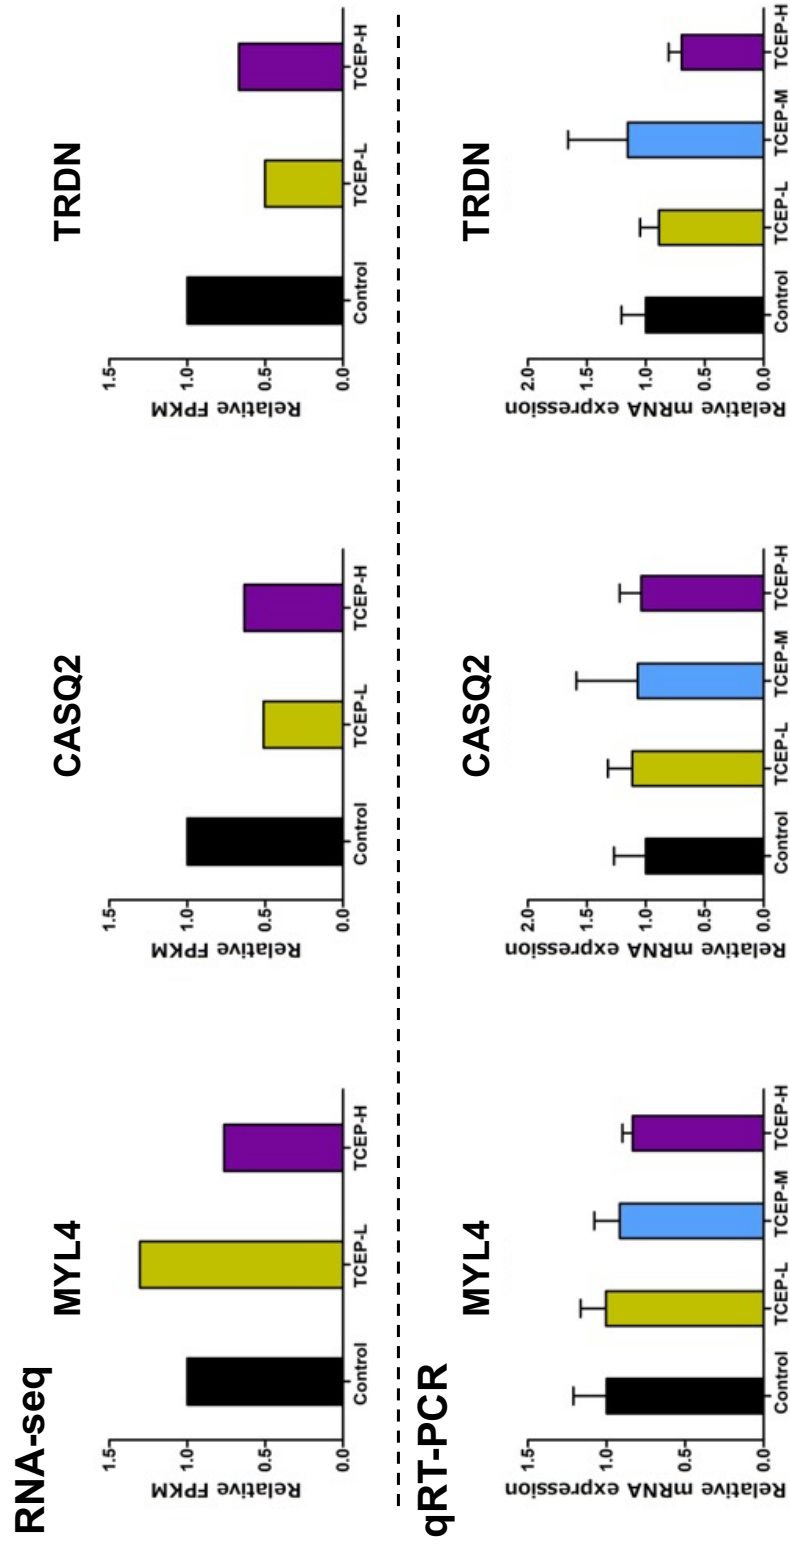 RNA-seq
MYL4
CASQ2
TRDN
Relative FPKM
1.5
1.0
0.5
0.0
Control
TCEP-L
TCEP-H
Relative FPKM
1.5
1.0
0.5
0.0
Control
TCEP-L
TCEP-H
Relative FPKM
1.5
1.0
0.5
0.0
Control
TCEP-L
TCEP-H
qRT-PCR
MYL4
CASQ2
TRDN
Relative mRNA expression
1.5
1.0
0.5
0.0
Control
TCEP-L
TCEP-M
TCEP-H
Relative mRNA expression
2.0
1.5
1.0
0.5
0.0
Control
TCEP-L
TCEP-M
TCEP-H
Relative mRNA expression
2.0
1.5
1.0
0.5
0.0
Control
TCEP-L
TCEP-M
TCEP-H